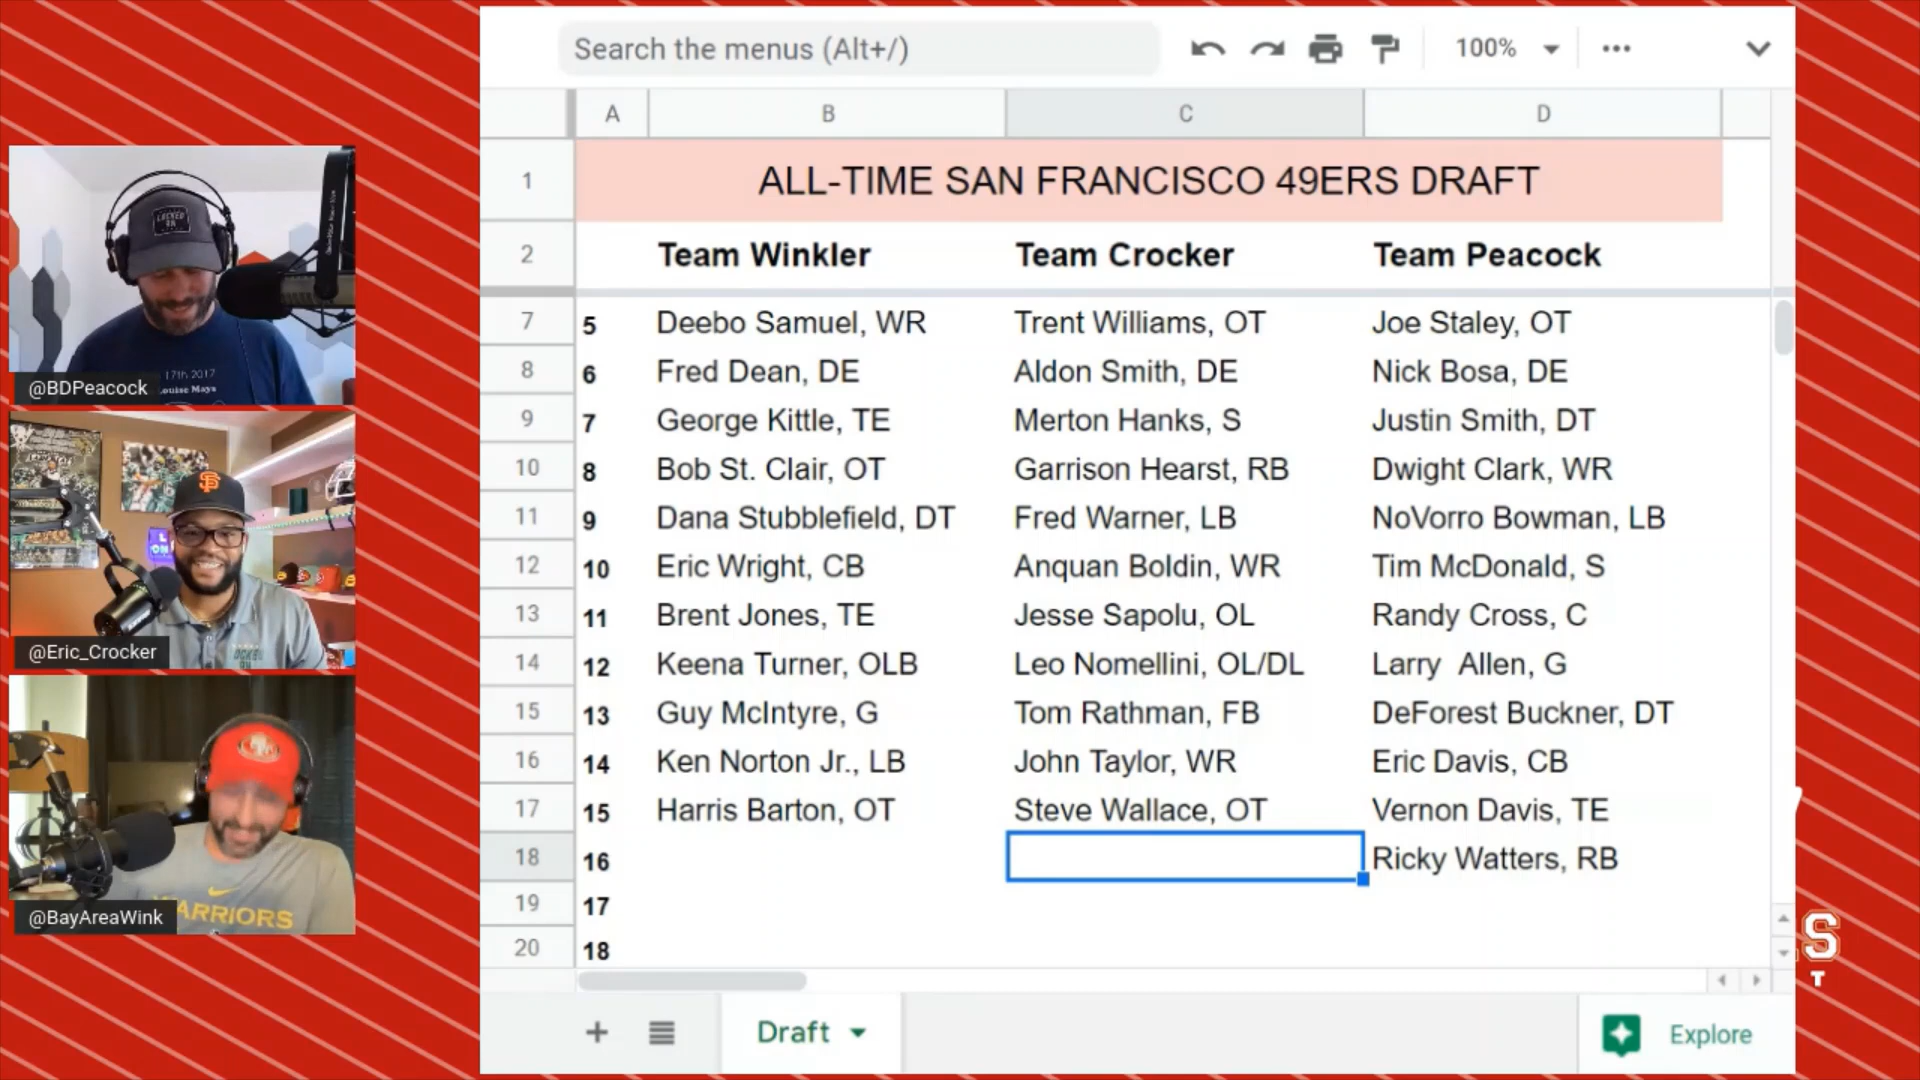 Search the menus (Alt+/)
100%
A B C D
1 ALL-TIME SAN FRANCISCO 49ERS DRAFT
2 Team Winkler Team Crocker Team Peacock
7 5 Deebo Samuel, WR Trent Williams, OT Joe Staley, OT
8 6 Fred Dean, DE Aldon Smith, DE Nick Bosa, DE
9 7 George Kittle, TE Merton Hanks, S Justin Smith, DT
10 8 Bob St. Clair, OT Garrison Hearst, RB Dwight Clark, WR
11 9 Dana Stubblefield, DT Fred Warner, LB NoVorro Bowman, LB
12 10 Eric Wright, CB Anquan Boldin, WR Tim McDonald, S
13 11 Brent Jones, TE Jesse Sapolu, OL Randy Cross, C
14 12 Keena Turner, OLB Leo Nomellini, OL/DL Larry  Allen, G
15 13 Guy McIntyre, G Tom Rathman, FB DeForest Buckner, DT
16 14 Ken Norton Jr., LB John Taylor, WR Eric Davis, CB
17 15 Harris Barton, OT Steve Wallace, OT Vernon Davis, TE
18 16 Ricky Watters, RB
19 17
20 18
Draft
Explore
LOCKED
ON
17th 2017
ouise Mays
@BDPeacock
SF
@Eric_Crocker
ARRIORS
@BayAreaWink
S
T